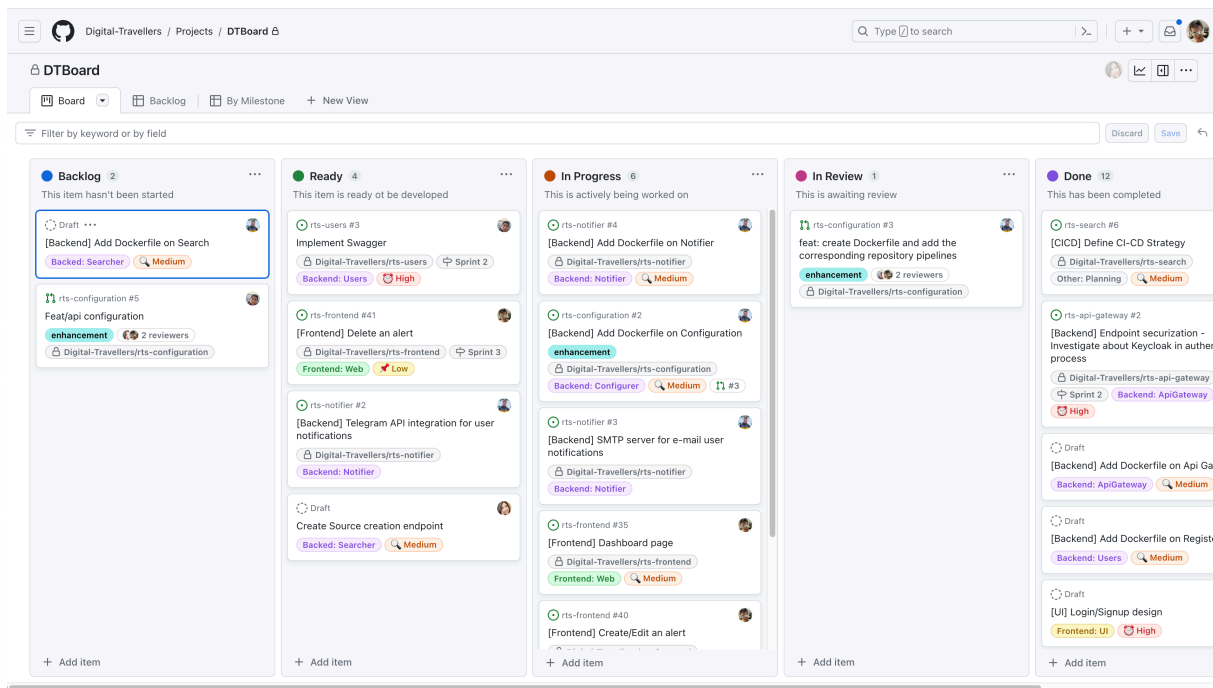 Digital-Travellers / Projects / DTBoard
Type / to search
DTBoard
Board
Backlog
By Milestone
New View
Filter by keyword or by field
Discard
Save
Backlog 2
This item hasn't been started
Draft
[Backend] Add Dockerfile on Search
Backed: Searcher
Medium
rts-configuration #5
Feat/api configuration
enhancement
2 reviewers
Digital-Travellers/rts-configuration
Add item
Ready 4
This item is ready ot be developed
rts-users #3
Implement Swagger
Digital-Travellers/rts-users
Sprint 2
Backend: Users
High
rts-frontend #41
[Frontend] Delete an alert
Digital-Travellers/rts-frontend
Sprint 3
Frontend: Web
Low
rts-notifier #2
[Backend] Telegram API integration for user
notifications
Digital-Travellers/rts-notifier
Backend: Notifier
Draft
Create Source creation endpoint
Backed: Searcher
Medium
Add item
In Progress 6
This is actively being worked on
rts-notifier #4
[Backend] Add Dockerfile on Notifier
Digital-Travellers/rts-notifier
Backend: Notifier
Medium
rts-configuration #2
[Backend] Add Dockerfile on Configuration
enhancement
Digital-Travellers/rts-configuration
Backend: Configurer
Medium
#3
rts-notifier #3
[Backend] SMTP server for e-mail user
notifications
Digital-Travellers/rts-notifier
Backend: Notifier
rts-frontend #35
[Frontend] Dashboard page
Digital-Travellers/rts-frontend
Frontend: Web
Medium
rts-frontend #40
[Frontend] Create/Edit an alert
Add item
In Review 1
This is awaiting review
rts-configuration #3
feat: create Dockerfile and add the
corresponding repository pipelines
enhancement
2 reviewers
Digital-Travellers/rts-configuration
Add item
Done 12
This has been completed
rts-search #6
[CICD] Define CI-CD Strategy
Digital-Travellers/rts-search
Other: Planning
Medium
rts-api-gateway #2
[Backend] Endpoint securization -
Investigate about Keycloak in authen
process
Digital-Travellers/rts-api-gateway
Sprint 2
Backend: ApiGateway
High
Draft
[Backend] Add Dockerfile on Api Ga
Backend: ApiGateway
Medium
Draft
[Backend] Add Dockerfile on Registe
Backend: Users
Medium
Draft
[UI] Login/Signup design
Frontend: UI
High
Add item